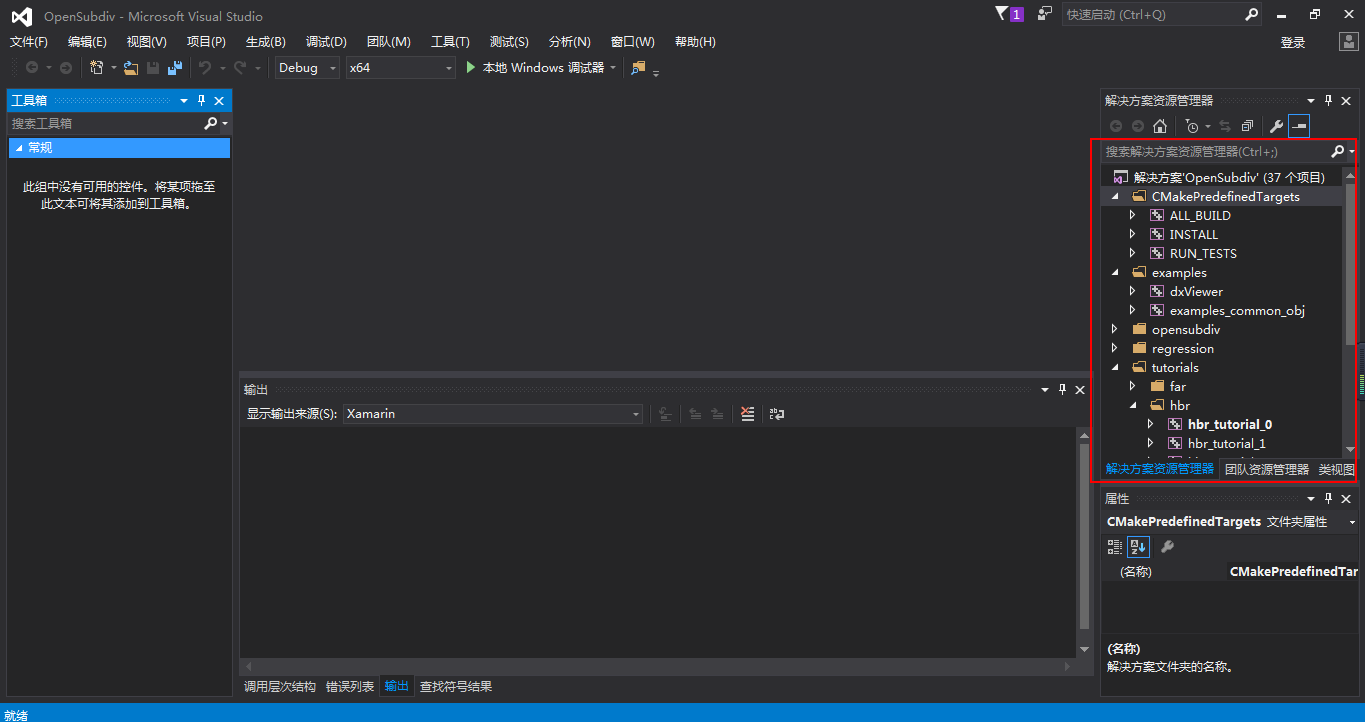 OpenSubdiv - Microsoft Visual Studio
1
快速启动 (Ctrl+Q)
文件(F) 编辑(E) 视图(V) 项目(P) 生成(B) 调试(D) 团队(M) 工具(T) 测试(S) 分析(N) 窗口(W) 帮助(H)
登录
Debug x64 本地 Windows 调试器
工具箱
搜索工具箱
常规
此组中没有可用的控件。将某项拖至
此文本可将其添加到工具箱。
输出
显示输出来源(S): Xamarin
调用层次结构 错误列表 输出 查找符号结果
解决方案资源管理器
搜索解决方案资源管理器(Ctrl+;)
解决方案'OpenSubdiv' (37 个项目)
CMakePredefinedTargets
ALL_BUILD
INSTALL
RUN_TESTS
examples
dxViewer
examples_common_obj
opensubdiv
regression
tutorials
far
hbr
hbr_tutorial_0
hbr_tutorial_1
解决方案资源管理器 团队资源管理器 类视图
属性
CMakePredefinedTargets 文件夹属性
(名称) CMakePredefinedTar
(名称)
解决方案文件夹的名称。
就绪